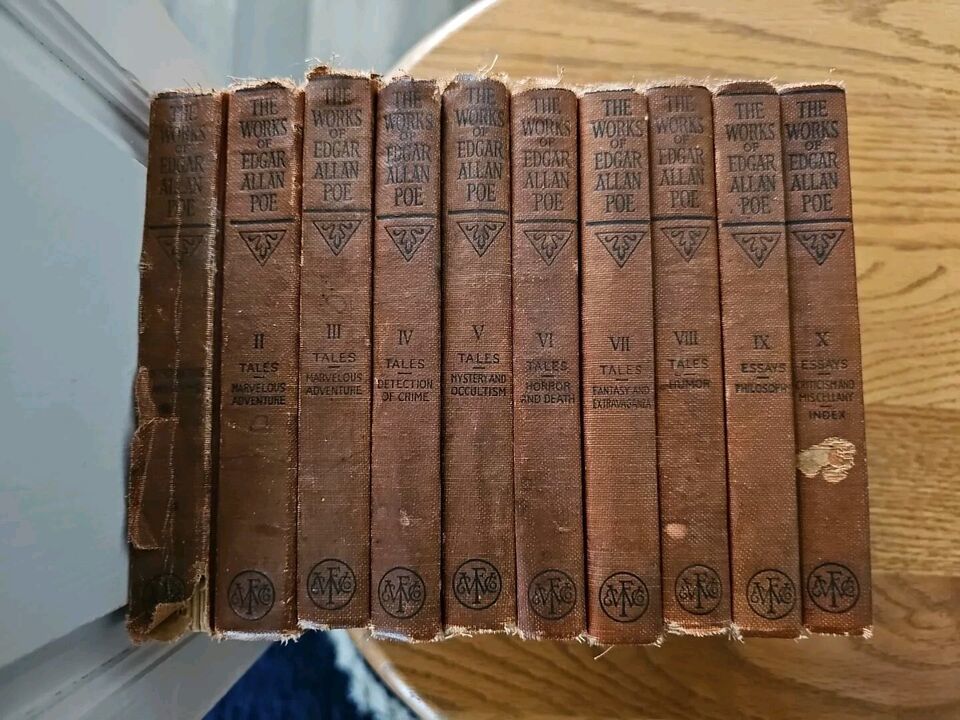 THE
WORKS
OF
EDGAR
ALLAN
POE
THE
WORKS
OF
EDGAR
ALLAN
POE
II
TALES
MARVELOUS
ADVENTURE
THE
WORKS
OF
EDGAR
ALLAN
POE
III
TALES
MARVELOUS
ADVENTURE
THE
WORKS
OF
EDGAR
ALLAN
POE
IV
TALES
DETECTION
OF CRIME
THE
WORKS
OF
EDGAR
ALLAN
POE
V
TALES
MYSTERY AND
OCCULTISM
THE
WORKS
OF
EDGAR
ALLAN
POE
VI
TALES
HORROR
AND DEATH
THE
WORKS
OF
EDGAR
ALLAN
POE
VII
TALES
FANTASY AND
EXTRAVAGANZA
THE
WORKS
OF
EDGAR
ALLAN
POE
VIII
TALES
HUMOR
THE
WORKS
OF
EDGAR
ALLAN
POE
IX
ESSAYS
PHILOSOPHY
THE
WORKS
OF
EDGAR
ALLAN
POE
X
ESSAYS
CRITICISM AND
MISCELLANY
INDEX